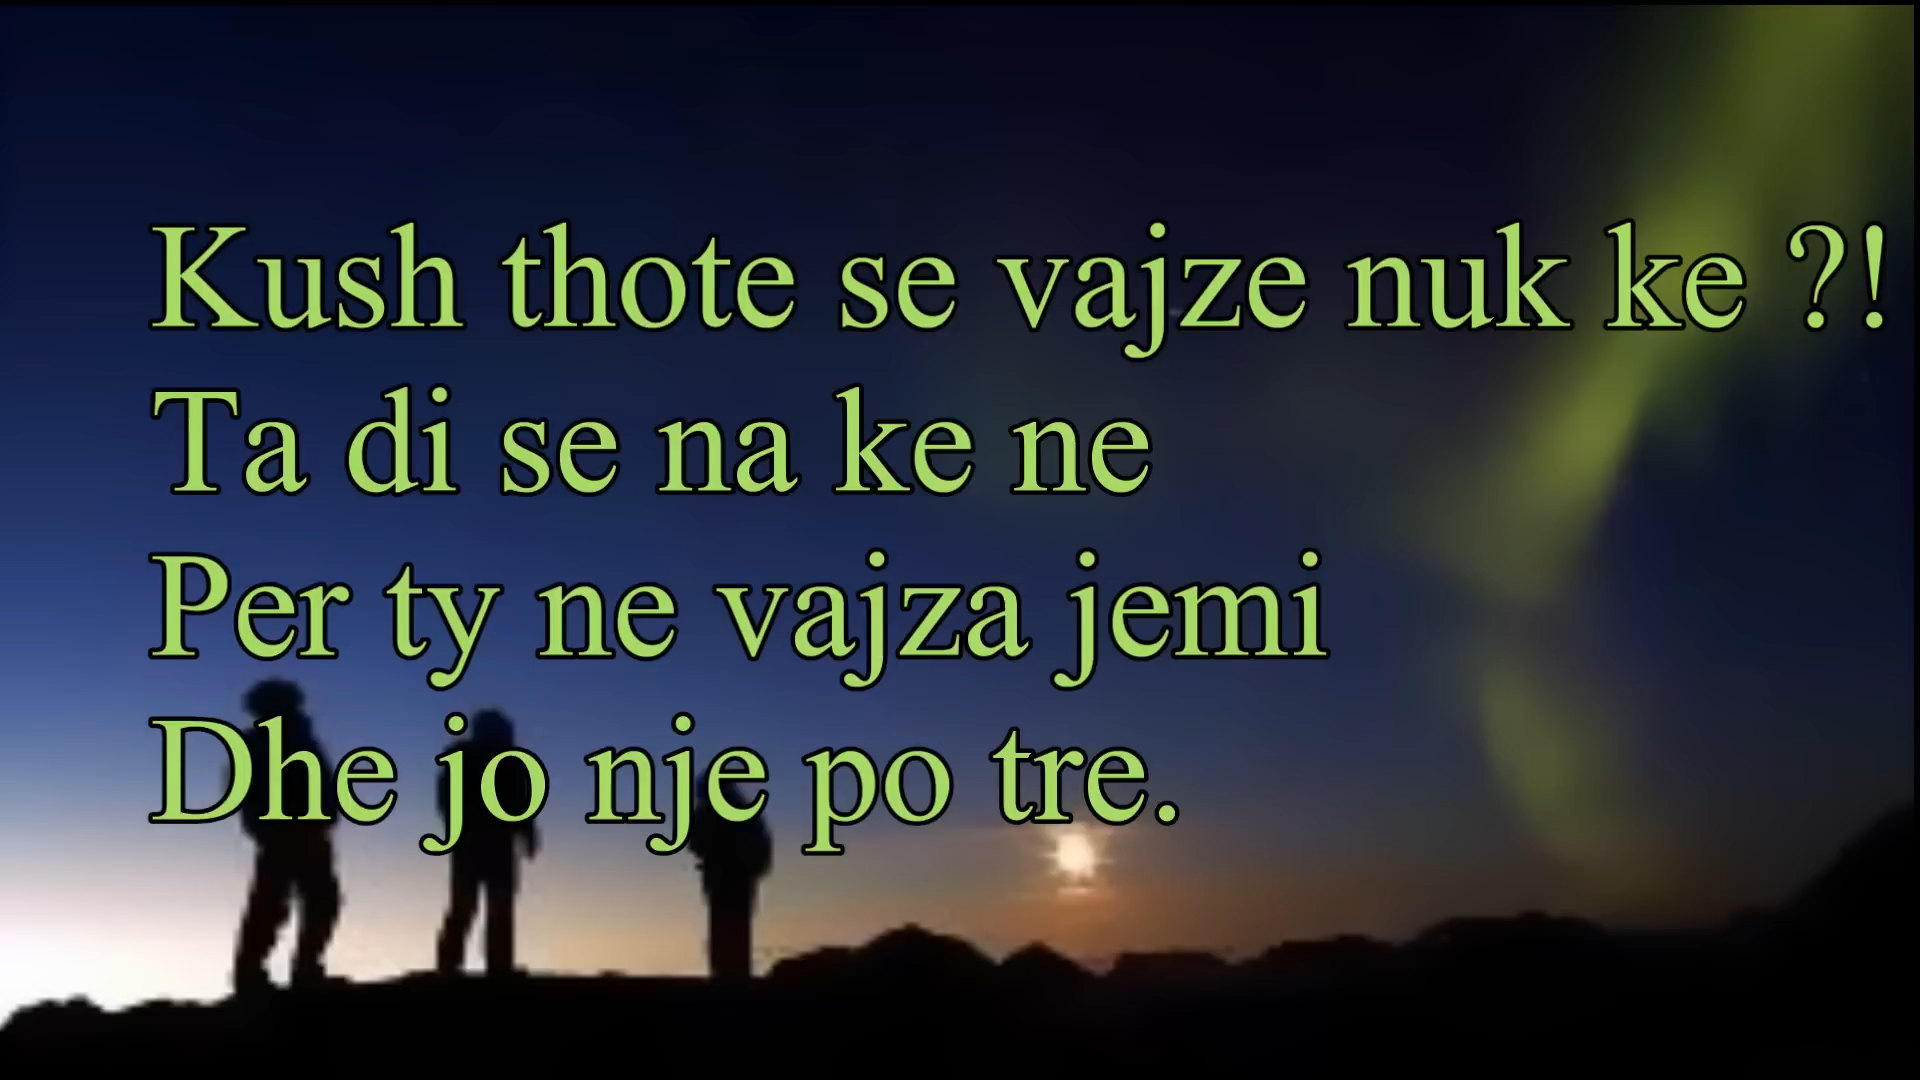 Kush thote se vajze nuk ke ?!
Ta di se na ke ne
Per ty ne vajza jemi
Dhe jo nje po tre.